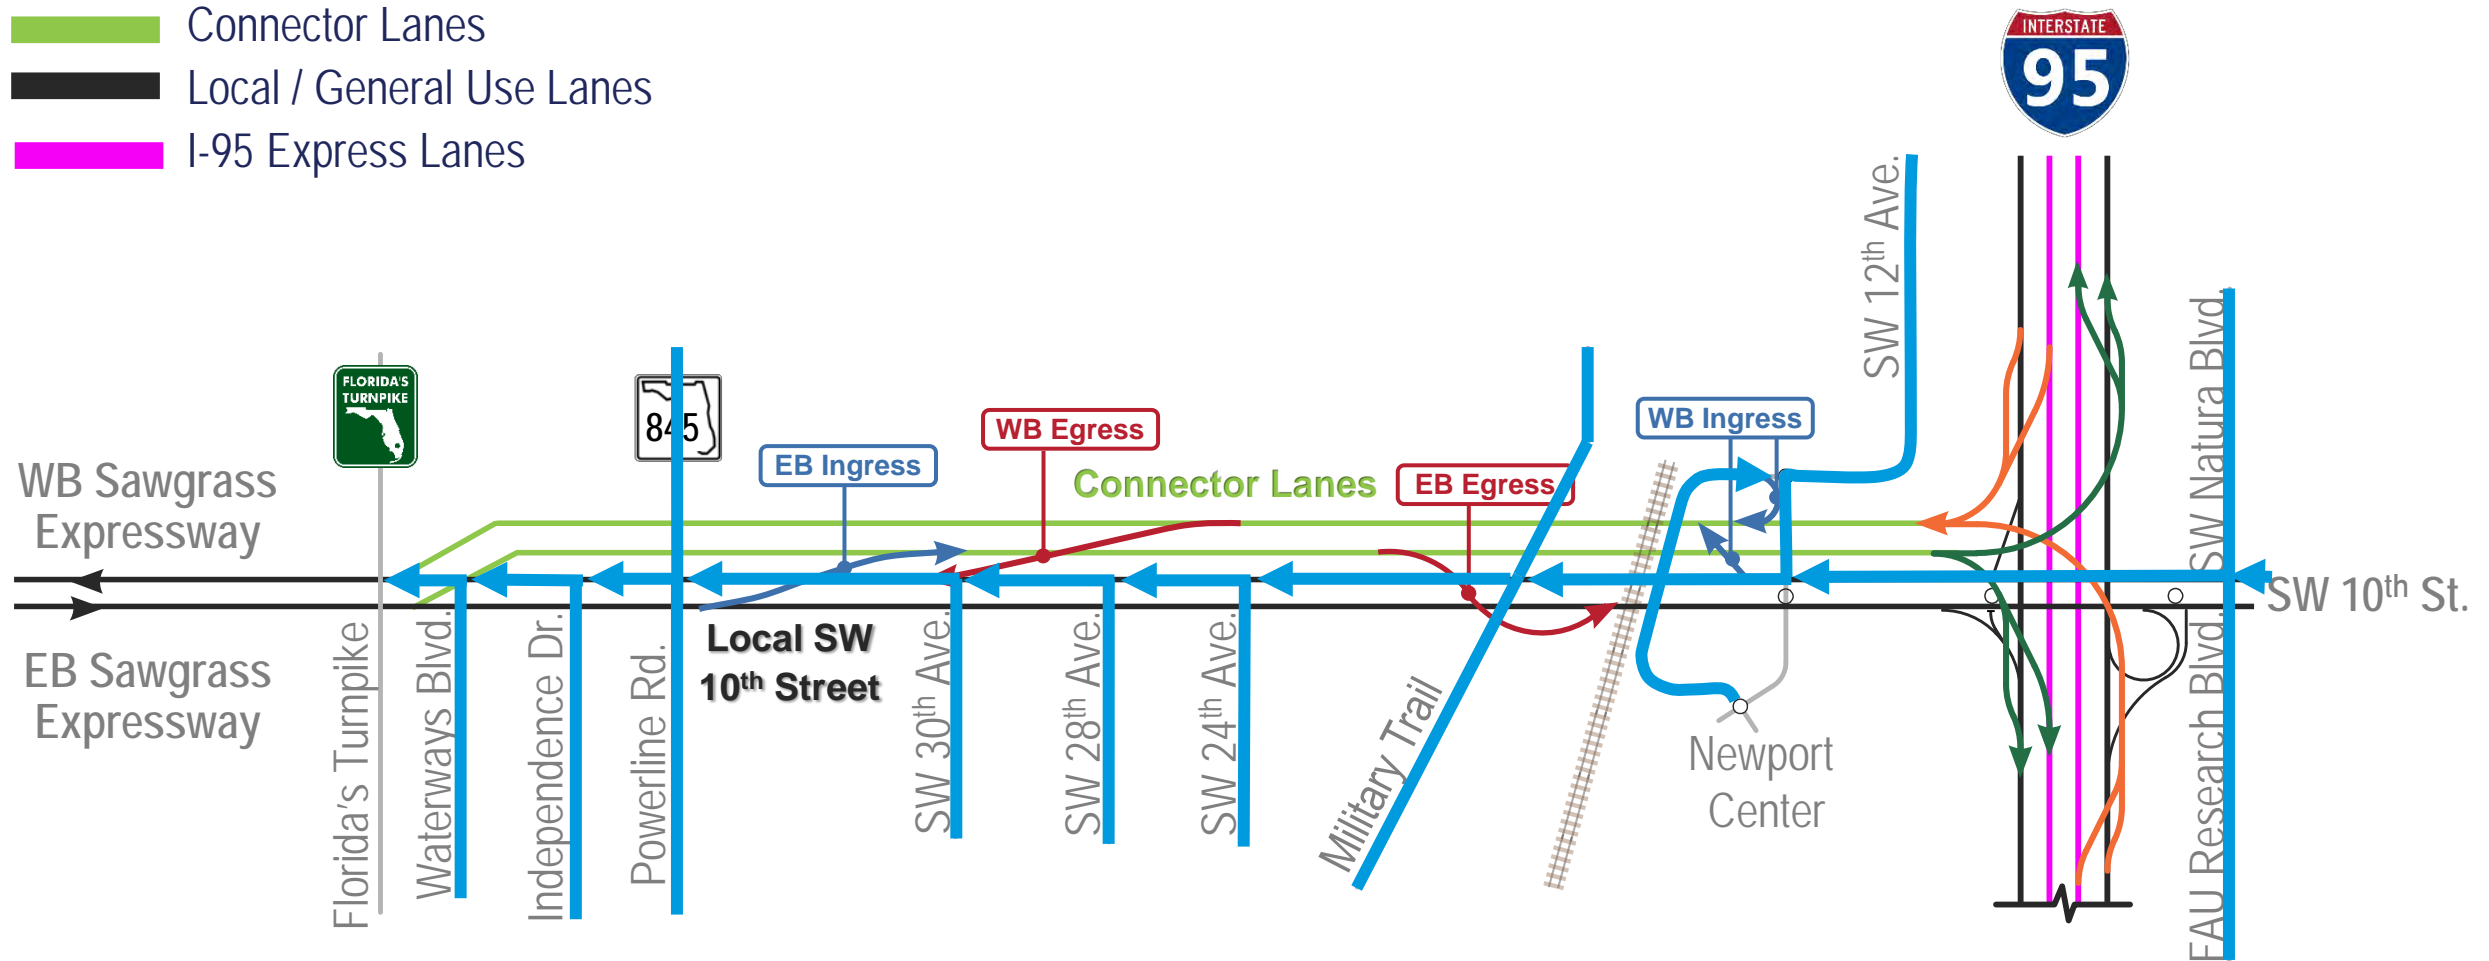 Connector Lanes
Local / General Use Lanes
I-95 Express Lanes
INTERSTATE
95
SW 12th Ave.
SW Natura Blvd.
FLORIDA'S
TURNPIKE
845
WB Egress
WB Ingress
EB Ingress
Connector Lanes
EB Egress
WB Sawgrass
Expressway
SW 10th St.
EB Sawgrass
Expressway
Local SW
10th Street
Florida's Turnpike
Waterways Blvd.
Independence Dr.
Powerline Rd.
SW 30th Ave.
SW 28th Ave.
SW 24th Ave.
Military Trail
Newport
Center
FAU Research Blvd.